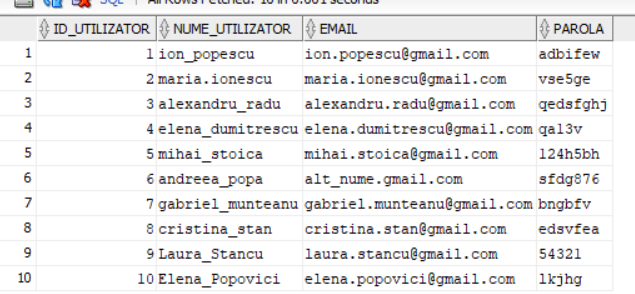 SQL | All Rows Fetched: 10 in 0.001 seconds
ID_UTILIZATOR NUME_UTILIZATOR EMAIL PAROLA
1 1 ion_popescu ion.popescu@gmail.com adbifew
2 2 maria.ionescu maria.ionescu@gmail.com vse5ge
3 3 alexandru_radu alexandru.radu@gmail.com qedsfghj
4 4 elena_dumitrescu elena.dumitrescu@gmail.com qa13v
5 5 mihai_stoica mihai.stoica@gmail.com 124h5bh
6 6 andreea_popa alt_nume.gmail.com sfdg876
7 7 gabriel_munteanu gabriel.munteanu@gmail.com bngbfv
8 8 cristina_stan cristina.stan@gmail.com edsvfea
9 9 Laura_Stancu laura.stancu@gmail.com 54321
10 10 Elena_Popovici elena.popovici@gmail.com lkjhg